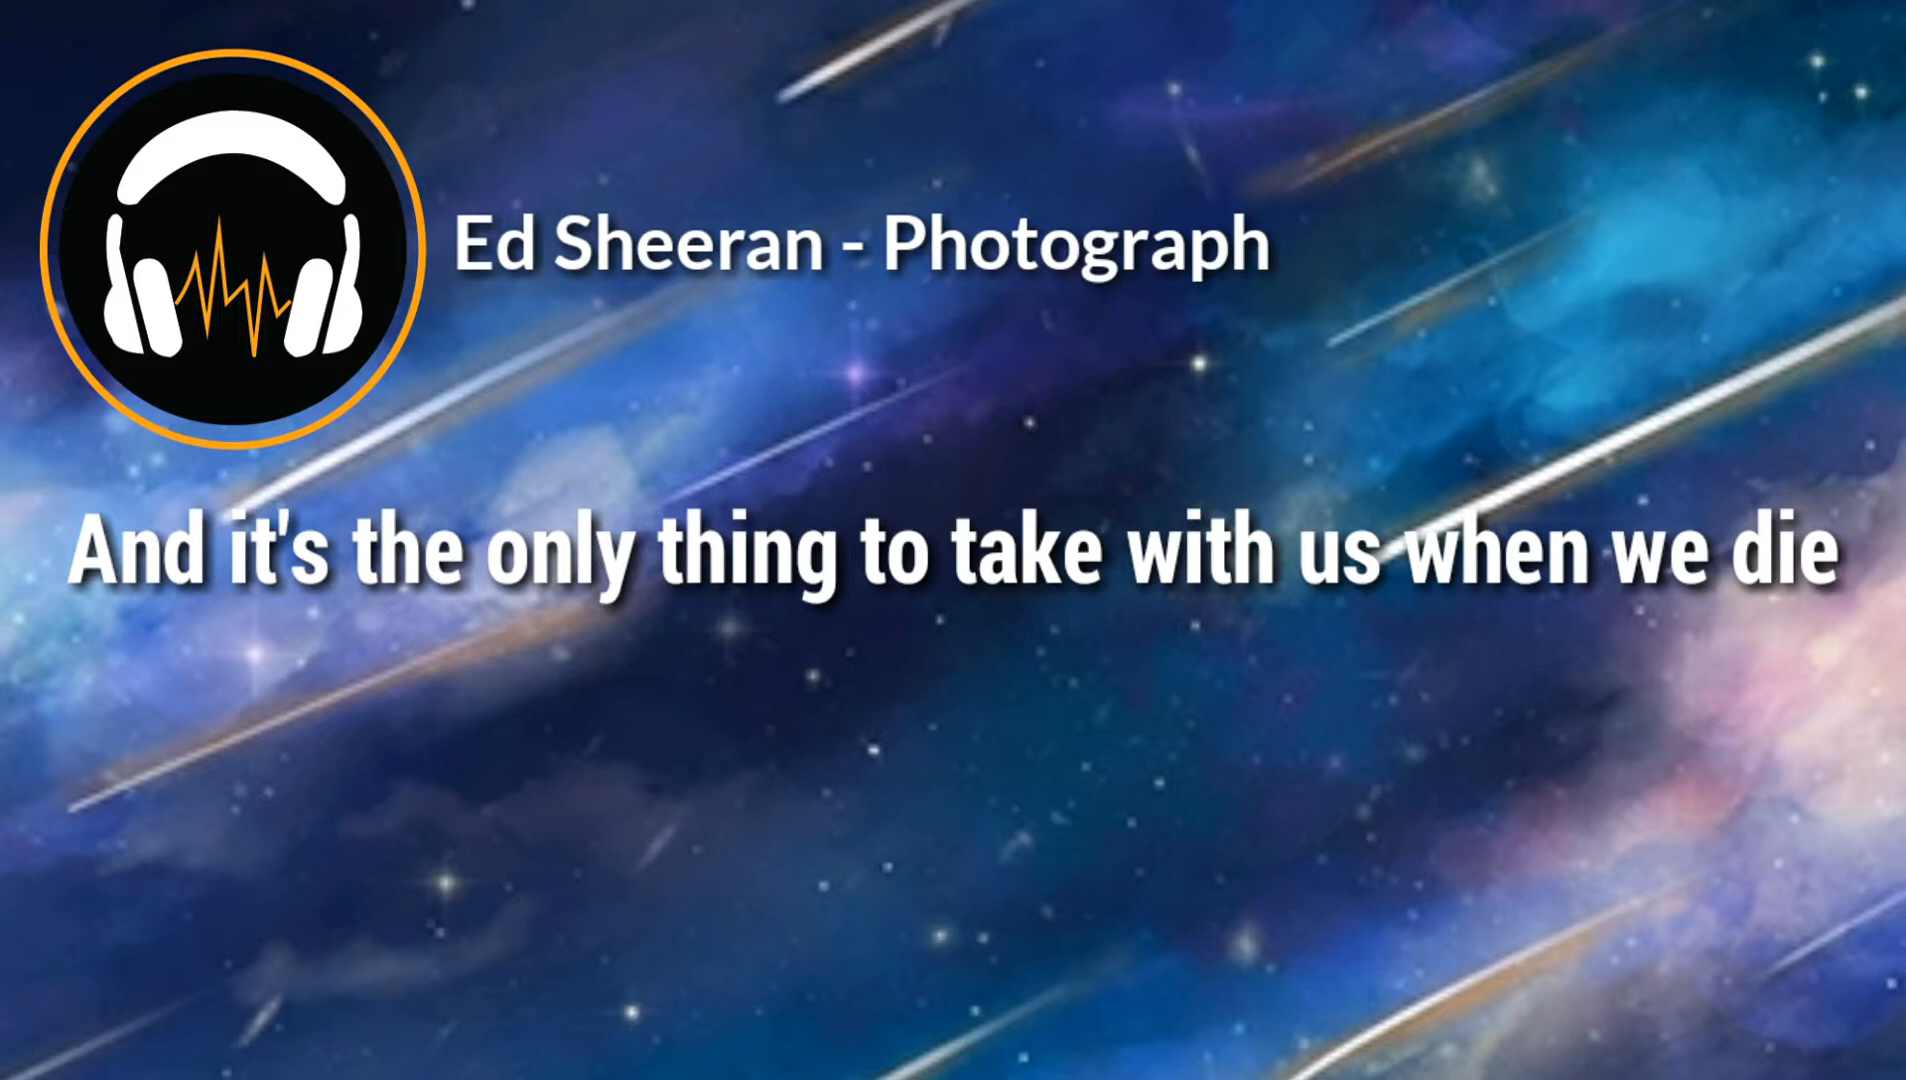 Ed Sheeran - Photograph
And it's the only thing to take with us when we die